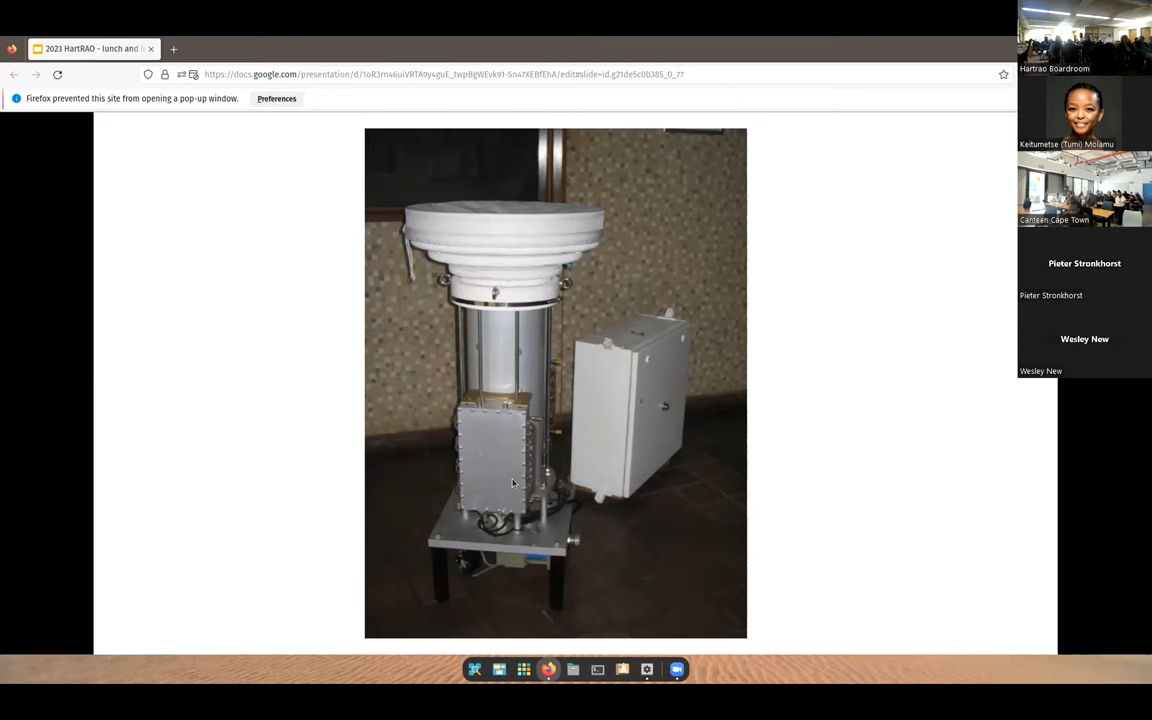 2023 HartRAO - lunch and l
https://docs.google.com/presentation/d/1oR3rn46uiVRTA9y4guE_twpBgWEvk91-Sn47XEBfEhA/edit#slide=id.g21de5c0b385_0_77
Firefox prevented this site from opening a pop-up window.
Preferences
Hartrao Boardroom
Keitumetse (Tumi) Molamu
Canteen Cape Town
Pieter Stronkhorst
Pieter Stronkhorst
Wesley New
Wesley New